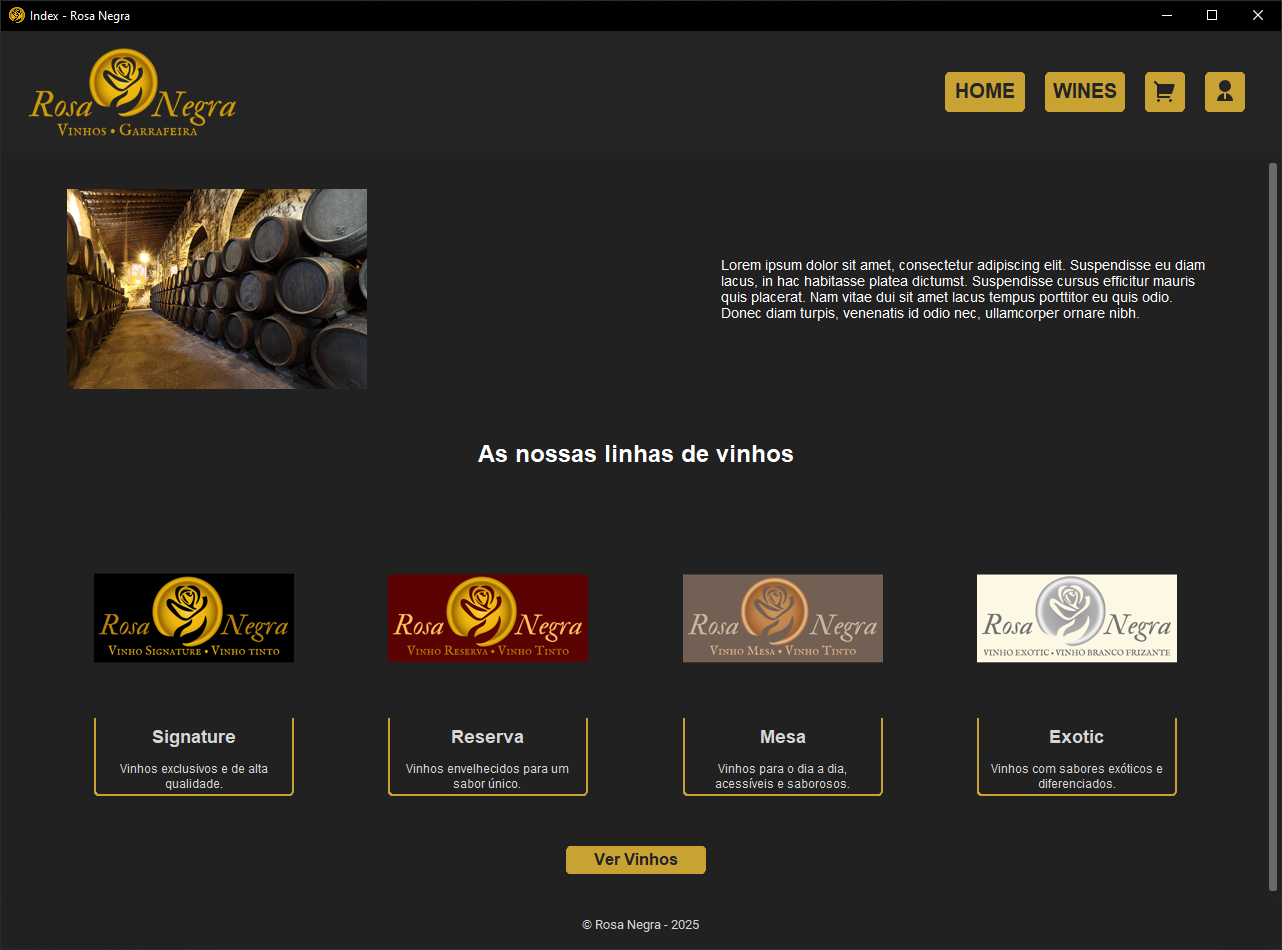 Index - Rosa Negra
Rosa Negra
Vinhos • Garrafeira
HOME
WINES
Lorem ipsum dolor sit amet, consectetur adipiscing elit. Suspendisse eu diam
lacus, in hac habitasse platea dictumst. Suspendisse cursus efficitur mauris
quis placerat. Nam vitae dui sit amet lacus tempus porttitor eu quis odio.
Donec diam turpis, venenatis id odio nec, ullamcorper ornare nibh.
As nossas linhas de vinhos
Rosa Negra
Vinho Signature • Vinho tinto
Rosa Negra
Vinho Reserva • Vinho Tinto
Rosa Negra
Vinho Mesa • Vinho Tinto
Rosa Negra
VINHO EXOTIC • VINHO BRANCO FRIZANTE
Signature
Vinhos exclusivos e de alta
qualidade.
Reserva
Vinhos envelhecidos para um
sabor único.
Mesa
Vinhos para o dia a dia,
acessíveis e saborosos.
Exotic
Vinhos com sabores exóticos e
diferenciados.
Ver Vinhos
© Rosa Negra - 2025